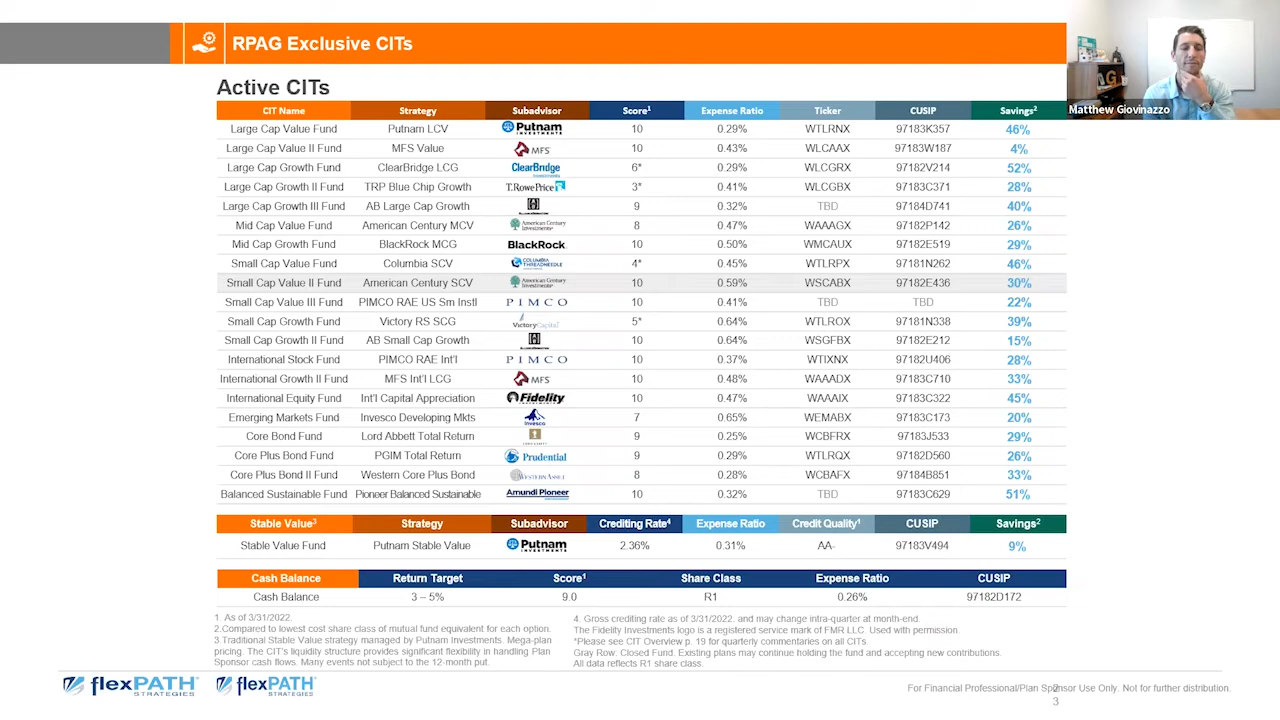 RPAG Exclusive CITs
Matthew Giovinazzo
Active CITs
CIT Name Strategy Subadvisor Score1 Expense Ratio Ticker CUSIP Savings2
Large Cap Value Fund Putnam LCV Putnam INVESTMENTS 10 0.29% WTLRNX 97183K357 46%
Large Cap Value II Fund MFS Value MFS 10 0.43% WLCAAX 97183W187 4%
Large Cap Growth Fund ClearBridge LCG ClearBridge Investments 6* 0.29% WLCGRX 97182V214 52%
Large Cap Growth II Fund TRP Blue Chip Growth T.RowePrice 3* 0.41% WLCGBX 97183C371 28%
Large Cap Growth III Fund AB Large Cap Growth 9 0.32% TBD 97184D741 40%
Mid Cap Value Fund American Century MCV American Century Investments 8 0.47% WAAAGX 97182P142 26%
Mid Cap Growth Fund BlackRock MCG BlackRock 10 0.50% WMCAUX 97182E519 29%
Small Cap Value Fund Columbia SCV COLUMBIA THREADNEEDLE 4* 0.45% WTLRPX 97181N262 46%
Small Cap Value II Fund American Century SCV American Century Investments 10 0.59% WSCABX 97182E436 30%
Small Cap Value III Fund PIMCO RAE US Sm Instl PIMCO 10 0.41% TBD TBD 22%
Small Cap Growth Fund Victory RS SCG VictoryCapital 5* 0.64% WTLROX 97181N338 39%
Small Cap Growth II Fund AB Small Cap Growth 10 0.64% WSGFBX 97182E212 15%
International Stock Fund PIMCO RAE Int'l PIMCO 10 0.37% WTIXNX 97182U406 28%
International Growth II Fund MFS Int'l LCG MFS 10 0.48% WAAADX 97183C710 33%
International Equity Fund Int'l Capital Appreciation Fidelity INVESTMENTS 10 0.47% WAAAIX 97183C322 45%
Emerging Markets Fund Invesco Developing Mkts Invesco 7 0.65% WEMABX 97183C173 20%
Core Bond Fund Lord Abbett Total Return 9 0.25% WCBFRX 97183J533 29%
Core Plus Bond Fund PGIM Total Return Prudential 9 0.29% WTLRQX 97182D560 26%
Core Plus Bond II Fund Western Core Plus Bond WESTERN ASSET 8 0.28% WCBAFX 97184B851 33%
Balanced Sustainable Fund Pioneer Balanced Sustainable Amundi Pioneer 10 0.32% TBD 97183C629 51%
Stable Value3 Strategy Subadvisor Crediting Rate4 Expense Ratio Credit Quality1 CUSIP Savings2
Stable Value Fund Putnam Stable Value Putnam INVESTMENTS 2.36% 0.31% AA- 97183V494 9%
Cash Balance Return Target Score1 Share Class Expense Ratio CUSIP
Cash Balance 3 – 5% 9.0 R1 0.26% 97182D172
1. As of 3/31/2022.
2.Compared to lowest cost share class of mutual fund equivalent for each option.
3.Traditional Stable Value strategy managed by Putnam Investments. Mega-plan
pricing. The CIT's liquidity structure provides significant flexibility in handling Plan
Sponsor cash flows. Many events not subject to the 12-month put.
4. Gross crediting rate as of 3/31/2022. and may change intra-quarter at month-end.
The Fidelity Investments logo is a registered service mark of FMR LLC. Used with permission.
*Please see CIT Overview p. 19 for quarterly commentaries on all CITs.
Gray Row: Closed Fund. Existing plans may continue holding the fund and accepting new contributions.
All data reflects R1 share class.
flexPATH STRATEGIES
flexPATH STRATEGIES
For Financial Professional/Plan Sponsor Use Only. Not for further distribution.
2
3